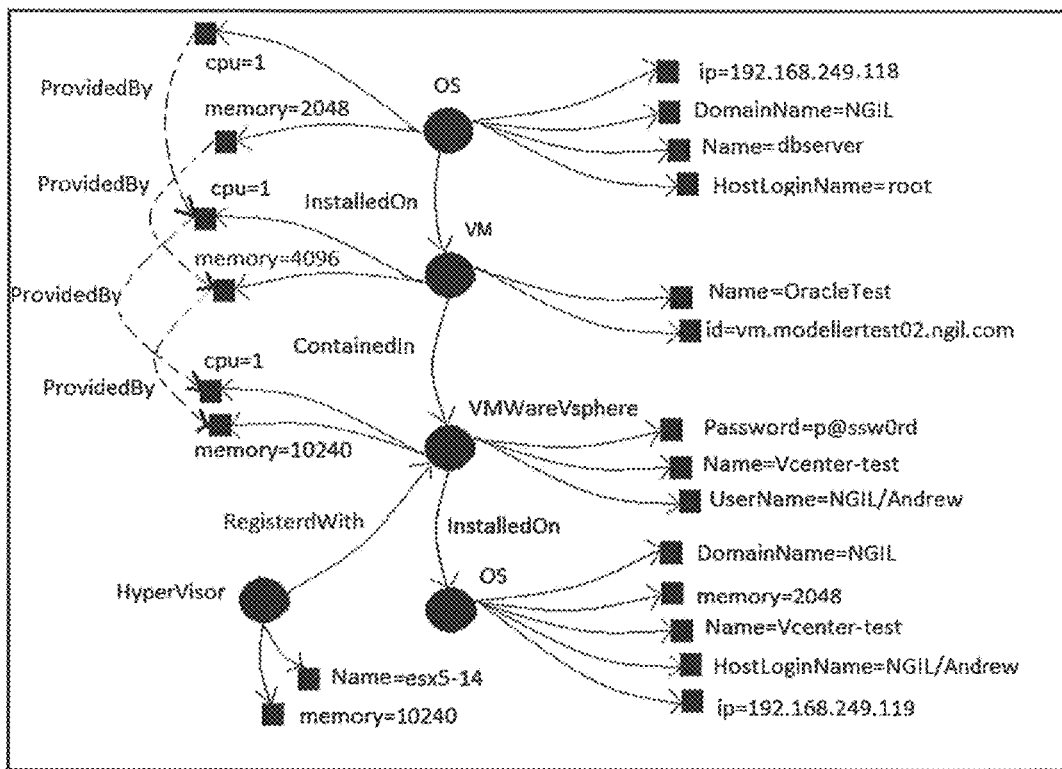 cpu=1
ProvidedBy
OS
ip=192.168.249.118
memory=2048
DomainName=NGIL
Name=dbserver
ProvidedBy
cpu=1
InstalledOn
HostLoginName=root
VM
memory=4096
ProvidedBy
Name=OracleTest
id=vm.modellertest02.ngil.com
ContainedIn
cpu=1
ProvidedBy
VMWareVsphere
Password=p@ssw0rd
memory=10240
Name=Vcenter-test
UserName=NGIL/Andrew
RegisterdWith
InstalledOn
DomainName=NGIL
HyperVisor
OS
memory=2048
Name=Vcenter-test
HostLoginName=NGIL/Andrew
Name=esx5-14
memory=10240
ip=192.168.249.119